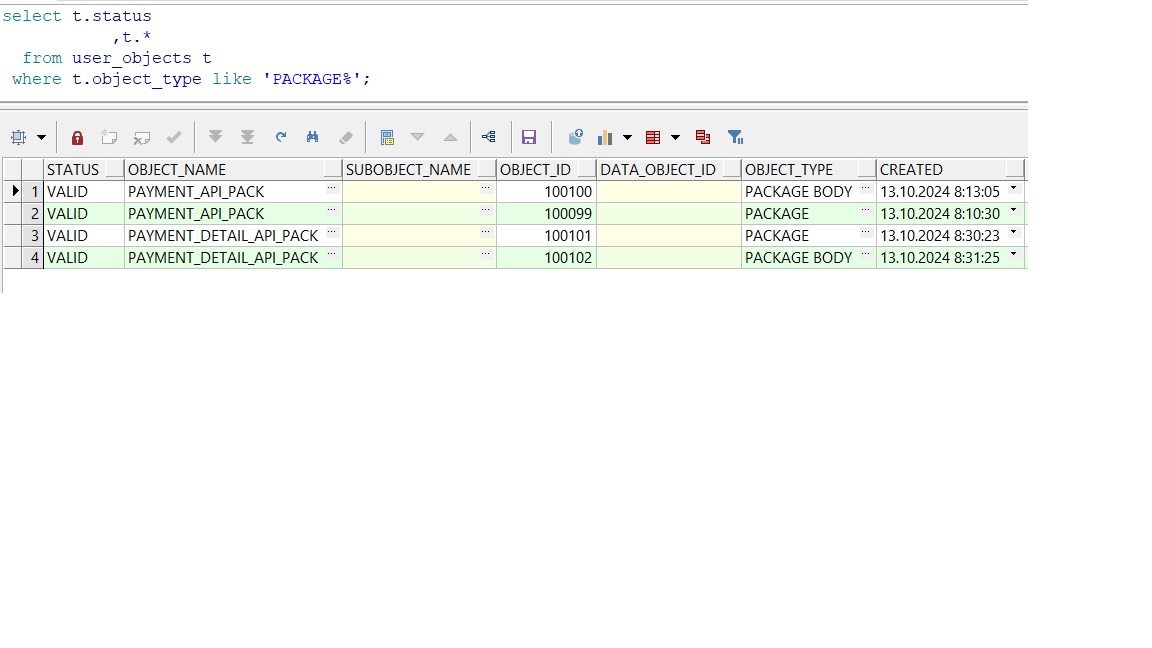 select t.status
,t.*
from user_objects t
where t.object_type like 'PACKAGE%';
STATUS OBJECT_NAME SUBOBJECT_NAME OBJECT_ID DATA_OBJECT_ID OBJECT_TYPE CREATED
1 VALID PAYMENT_API_PACK ... ... 100100 PACKAGE BODY ... 13.10.2024 8:13:05
2 VALID PAYMENT_API_PACK ... ... 100099 PACKAGE ... 13.10.2024 8:10:30
3 VALID PAYMENT_DETAIL_API_PACK ... ... 100101 PACKAGE ... 13.10.2024 8:30:23
4 VALID PAYMENT_DETAIL_API_PACK ... ... 100102 PACKAGE BODY ... 13.10.2024 8:31:25